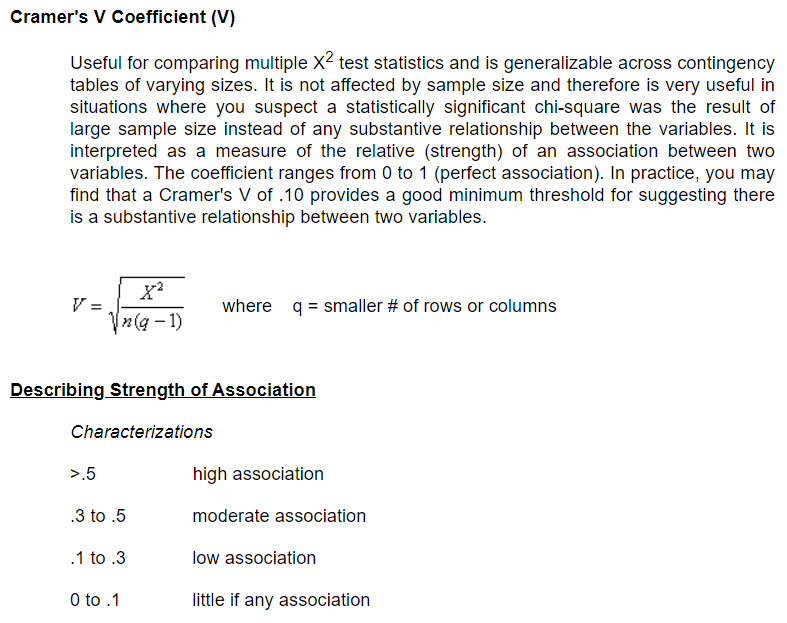 Cramer's V Coefficient (V)
Useful for comparing multiple X² test statistics and is generalizable across contingency
tables of varying sizes. It is not affected by sample size and therefore is very useful in
situations where you suspect a statistically significant chi-square was the result of
large sample size instead of any substantive relationship between the variables. It is
interpreted as a measure of the relative (strength) of an association between two
variables. The coefficient ranges from 0 to 1 (perfect association). In practice, you may
find that a Cramer's V of .10 provides a good minimum threshold for suggesting there
is a substantive relationship between two variables.
V = √(X² / n(q − 1)) where q = smaller # of rows or columns
Describing Strength of Association
Characterizations
>.5 high association
.3 to .5 moderate association
.1 to .3 low association
0 to .1 little if any association